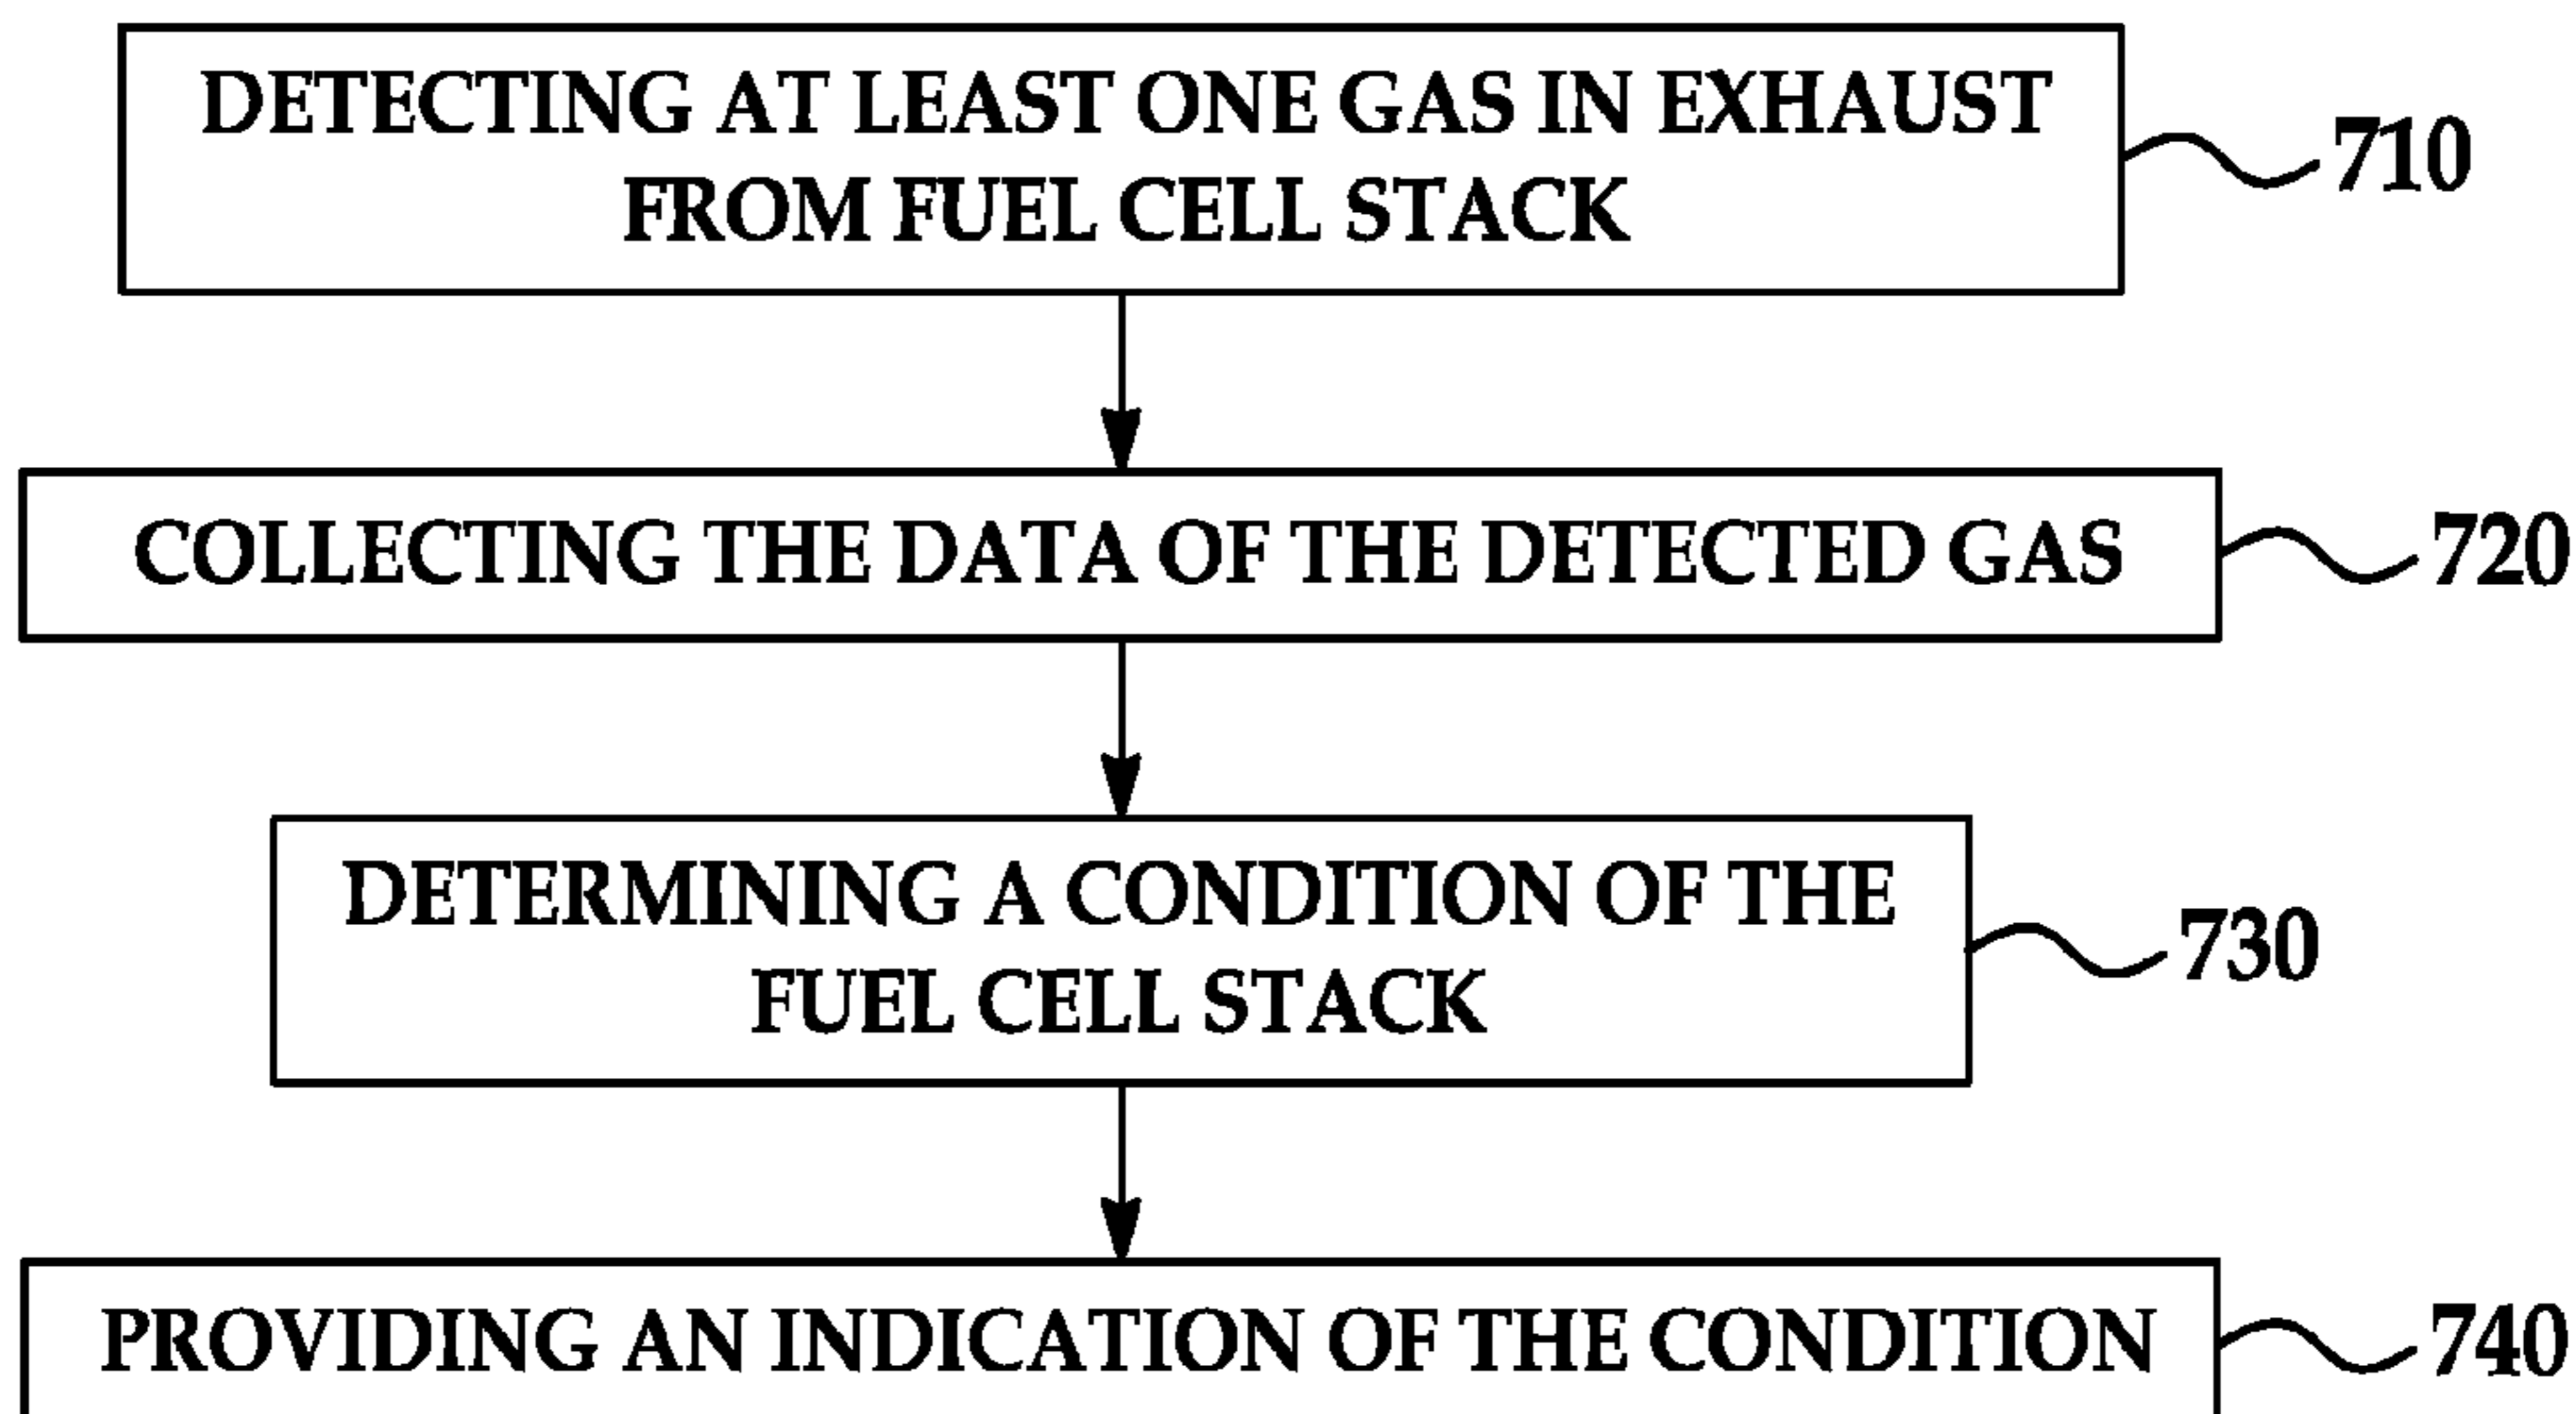 DETECTING AT LEAST ONE GAS IN EXHAUST
FROM FUEL CELL STACK
710
COLLECTING THE DATA OF THE DETECTED GAS
720
DETERMINING A CONDITION OF THE
FUEL CELL STACK
730
PROVIDING AN INDICATION OF THE CONDITION
740